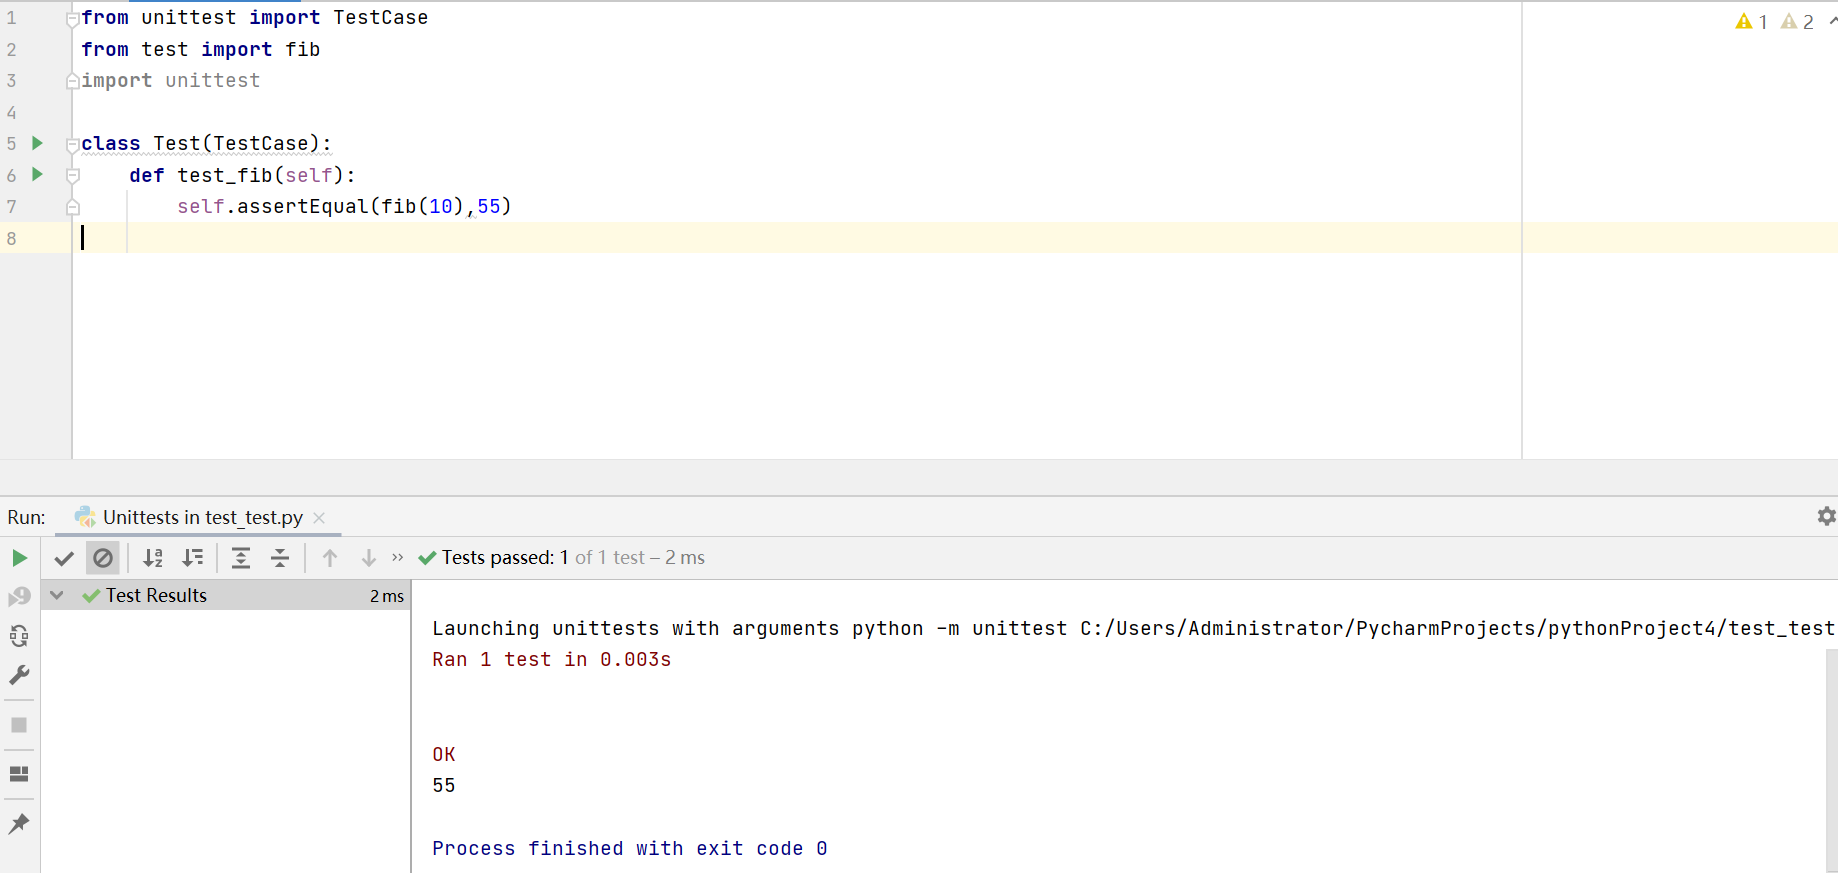 1 from unittest import TestCase
2 from test import fib
3 import unittest
4
5 class Test(TestCase):
6     def test_fib(self):
7         self.assertEqual(fib(10),55)
8
1 2
Run: Unittests in test_test.py
Tests passed: 1 of 1 test – 2 ms
Test Results 2 ms
Launching unittests with arguments python -m unittest C:/Users/Administrator/PycharmProjects/pythonProject4/test_test
Ran 1 test in 0.003s
OK
55
Process finished with exit code 0